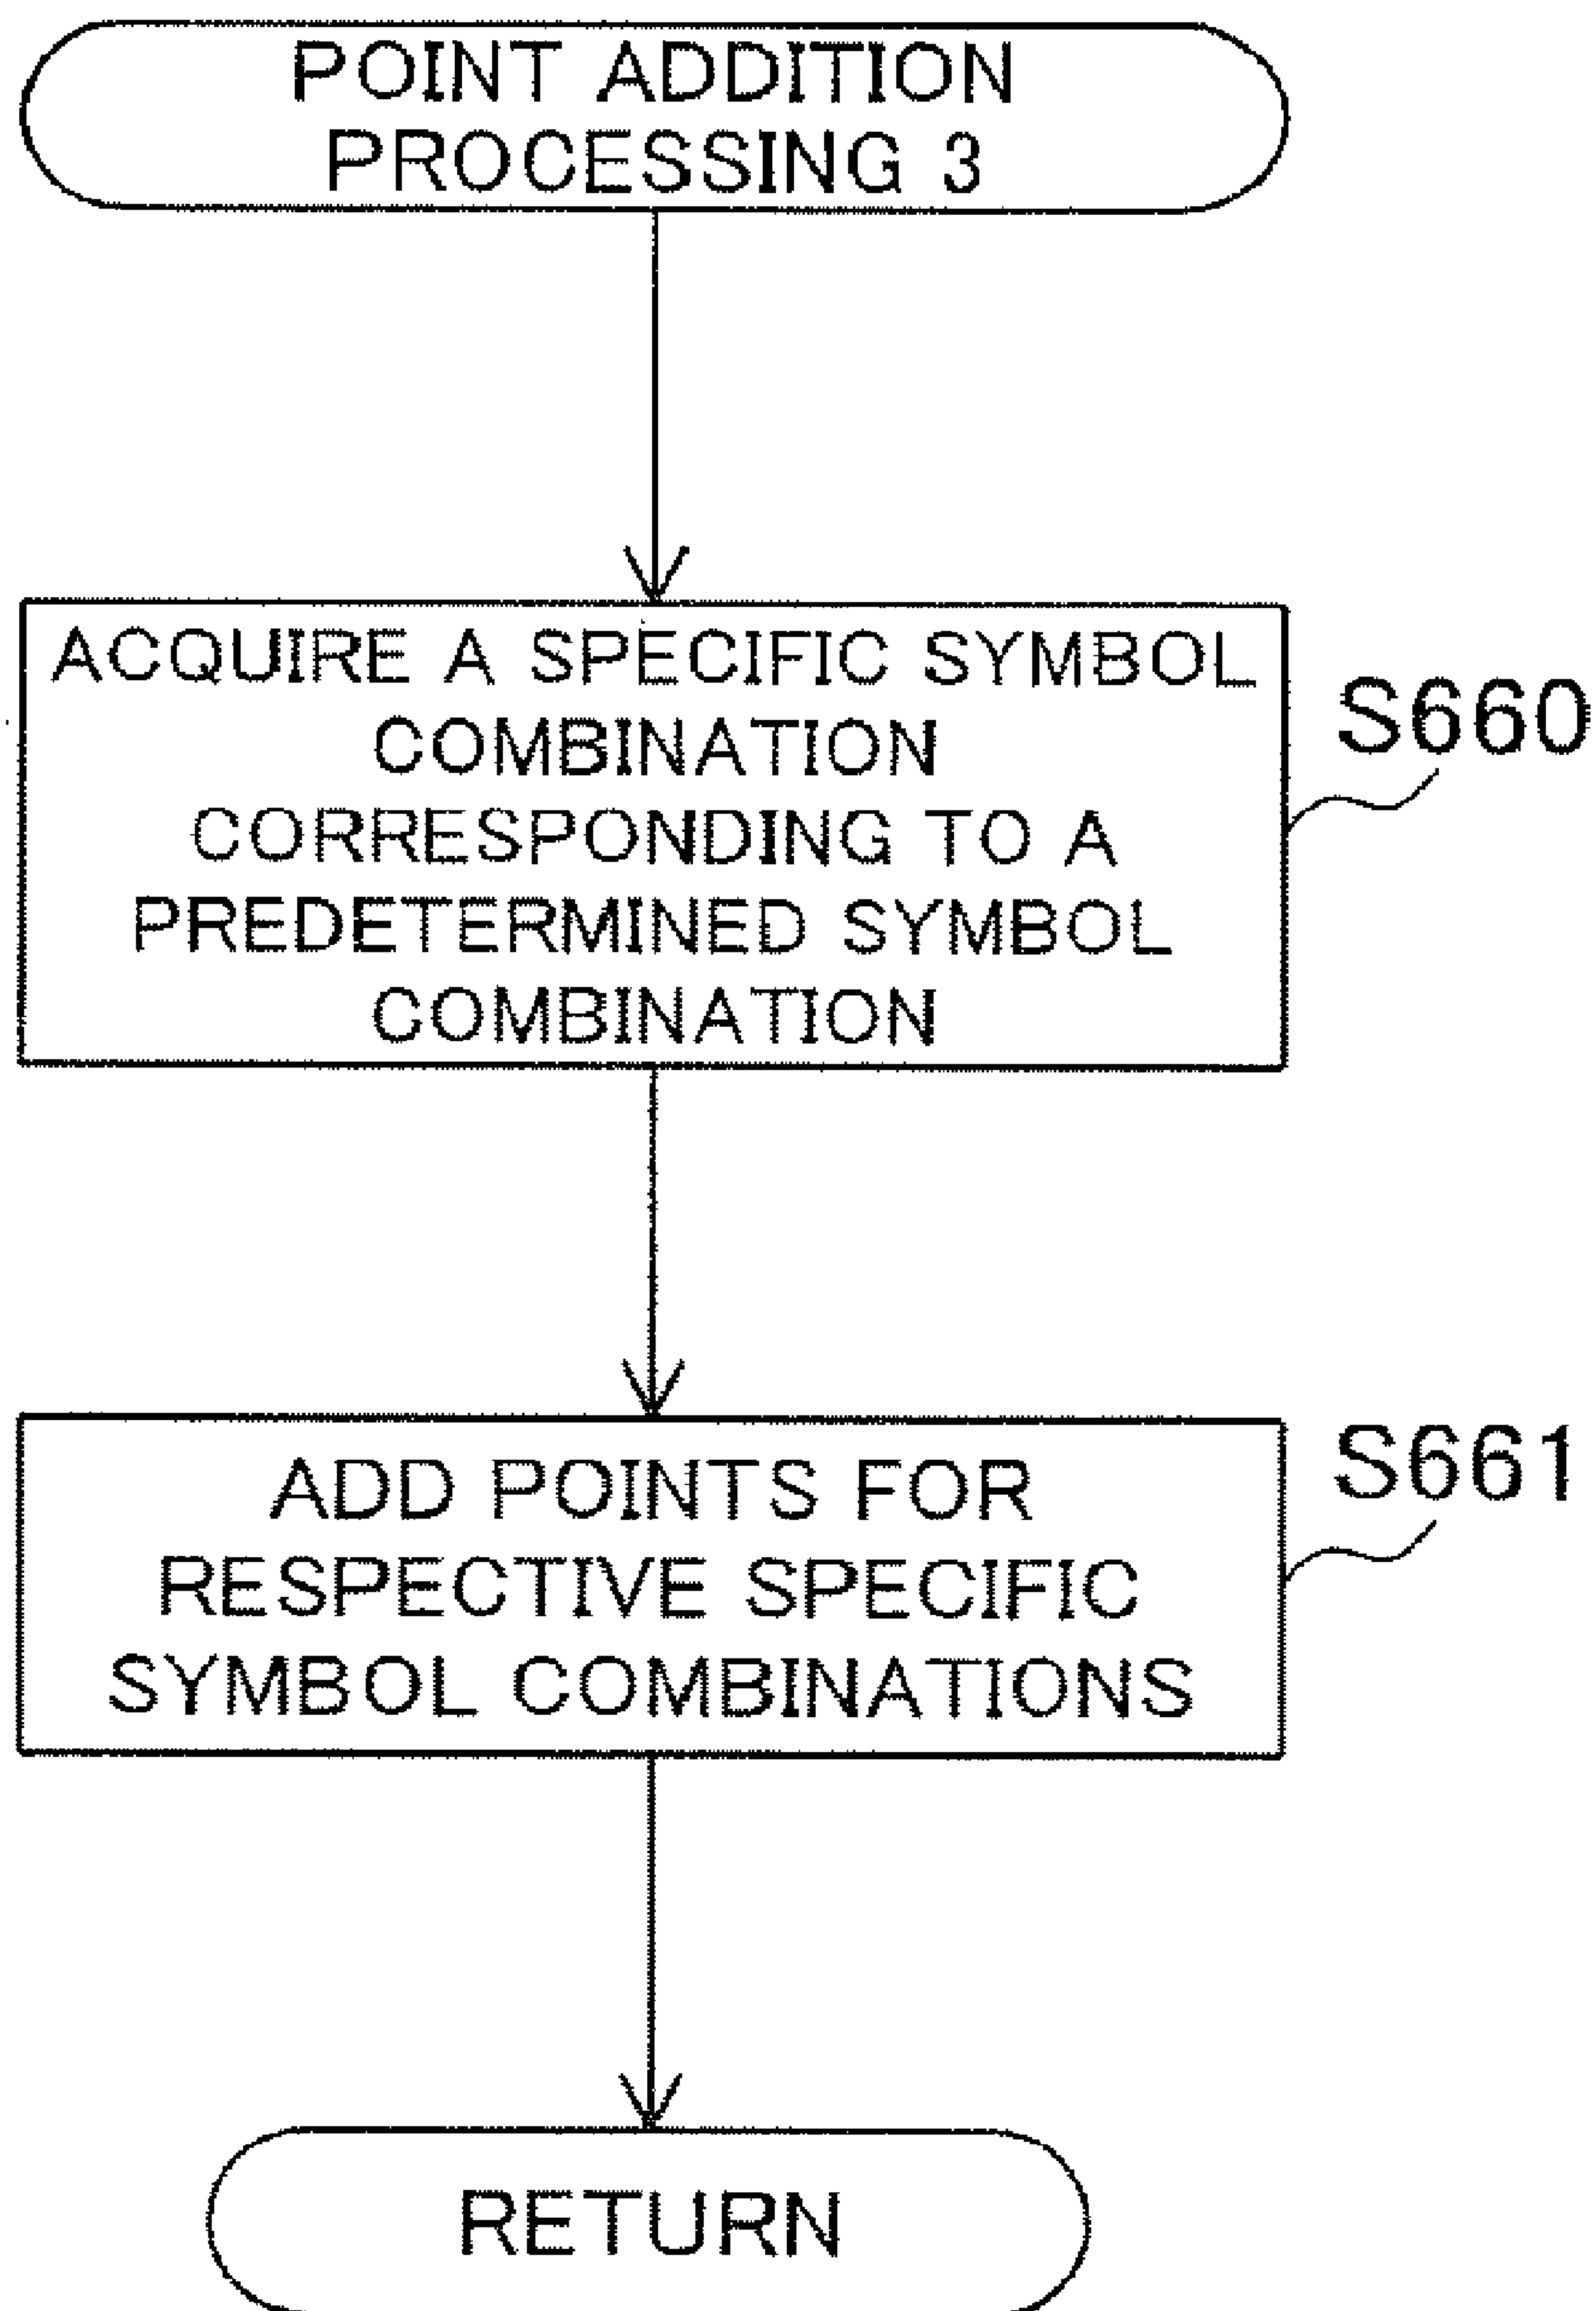 POINT ADDITION
PROCESSING 3
ACQUIRE A SPECIFIC SYMBOL
COMBINATION
CORRESPONDING TO A
PREDETERMINED SYMBOL
COMBINATION
S660
ADD POINTS FOR
RESPECTIVE SPECIFIC
SYMBOL COMBINATIONS
S661
RETURN